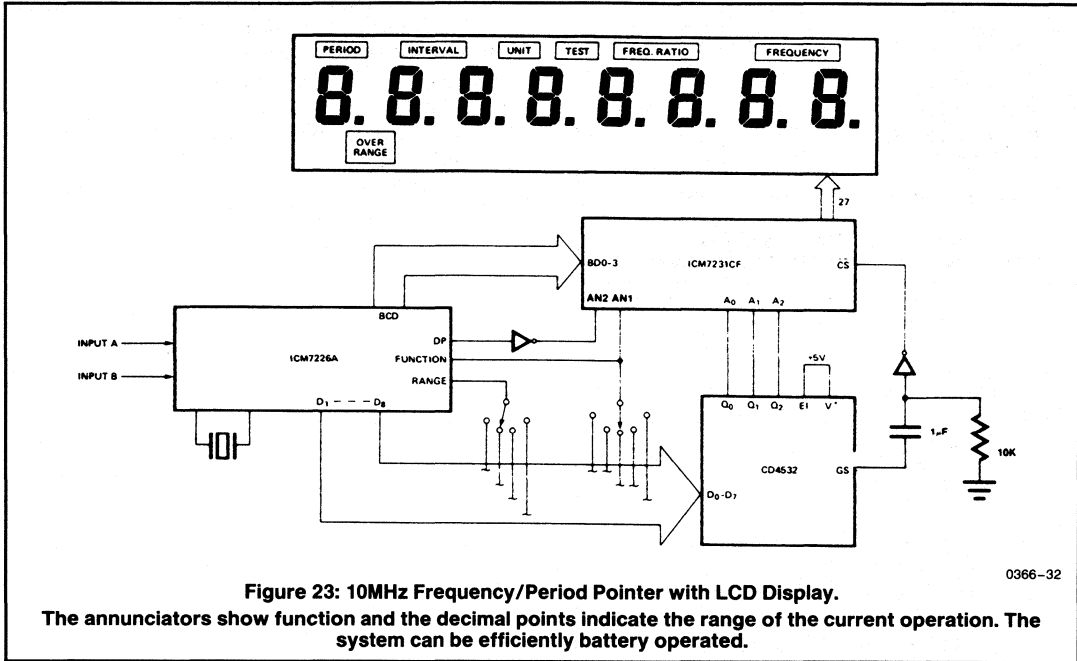 PERIOD INTERVAL UNIT TEST FREQ. RATIO FREQUENCY
8. 8. 8. 8. 8. 8. 8. 8.
OVER
RANGE
27
BD0-3 ICM7231CF CS
AN2 AN1 A0 A1 A2
BCD
INPUT A
INPUT B
ICM7226A
DP
FUNCTION
RANGE
D1 – – – D8
+5V
Q0 Q1 Q2 EI V+
1μF
10K
CD4532 GS
D0-D7
0366–32
Figure 23: 10MHz Frequency/Period Pointer with LCD Display.
The annunciators show function and the decimal points indicate the range of the current operation. The
system can be efficiently battery operated.